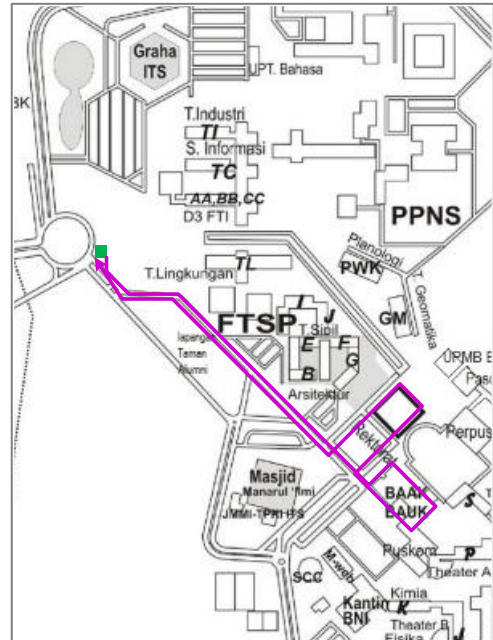 Graha
ITS
UPT. Bahasa
BK
T.Industri
TI
S. Informasi
TC
AA,BB,CC
D3 FTI
PPNS
Planologi
PWK
T. Geomatika
GM
T.Lingkungan
TL
I
J
FTSP
T.Sipil
E
F
G
B
lapangan
Taman
Alumni
Arsitektur
UPMB
Pas
Rektorat
Perpus
Masjid
Manarul 'Ilmi
JMMI-TPKI ITS
BAAK
BAUK
S
Puskom
P
Theater A
M-web
SCC
Kimia
Kantin
BNI
K
Theater B
Fisika